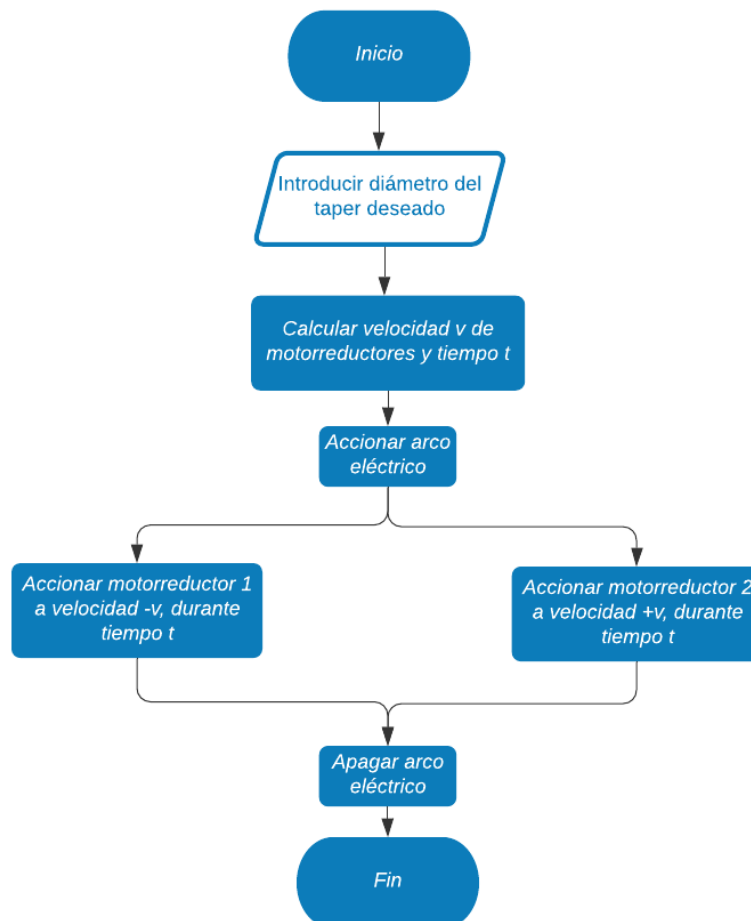 Inicio
Introducir diámetro del
taper deseado
Calcular velocidad v de
motorreductores y tiempo t
Accionar arco
eléctrico
Accionar motorreductor 1
a velocidad -v, durante
tiempo t
Accionar motorreductor 2
a velocidad +v, durante
tiempo t
Apagar arco
eléctrico
Fin